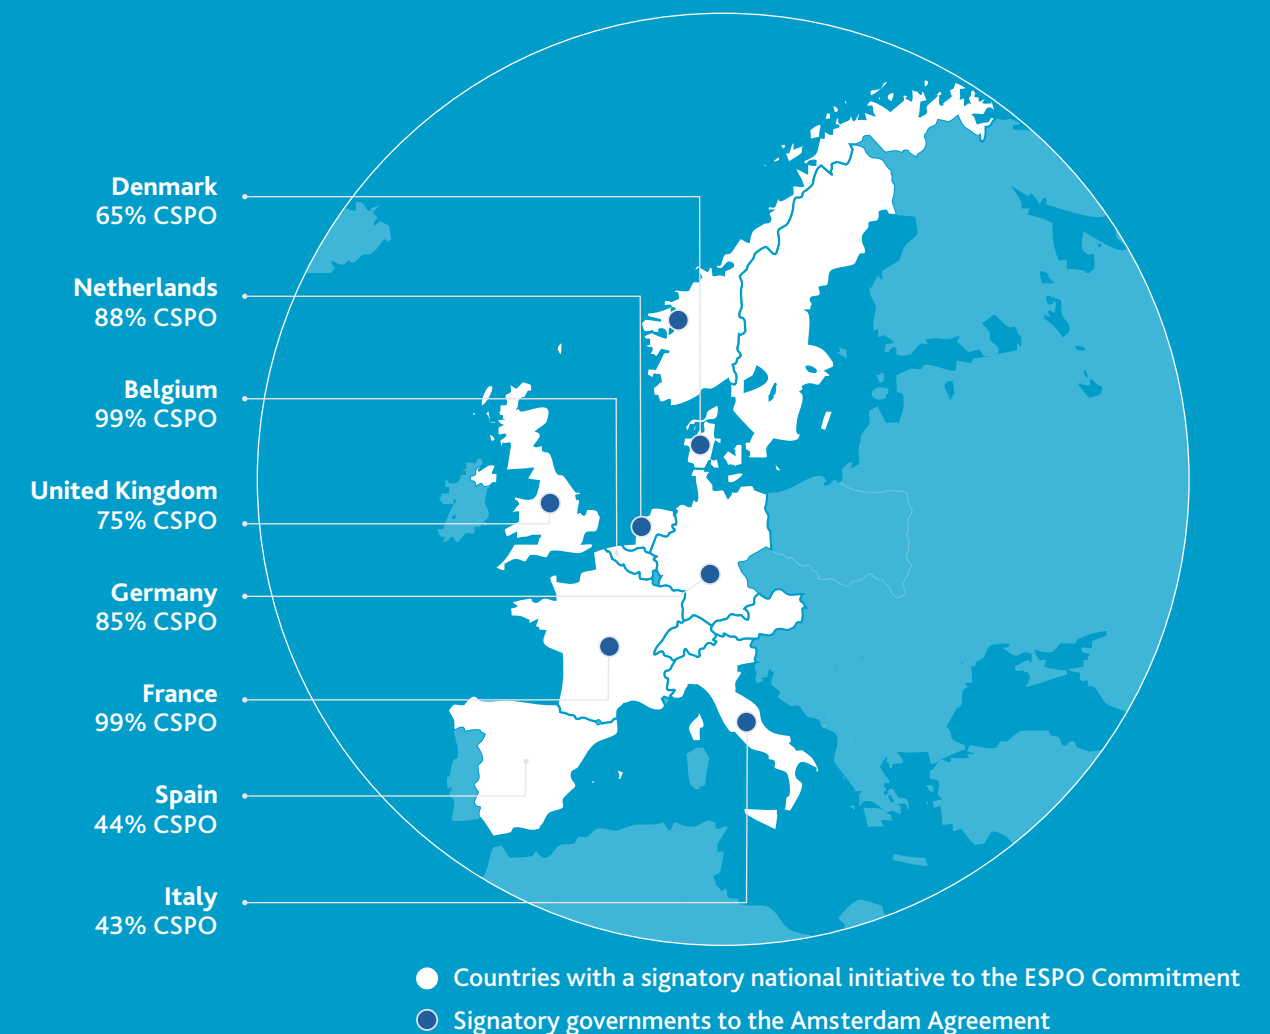 Denmark
65% CSPO
Netherlands
88% CSPO
Belgium
99% CSPO
United Kingdom
75% CSPO
Germany
85% CSPO
France
99% CSPO
Spain
44% CSPO
Italy
43% CSPO
Countries with a signatory national initiative to the ESPO Commitment
Signatory governments to the Amsterdam Agreement